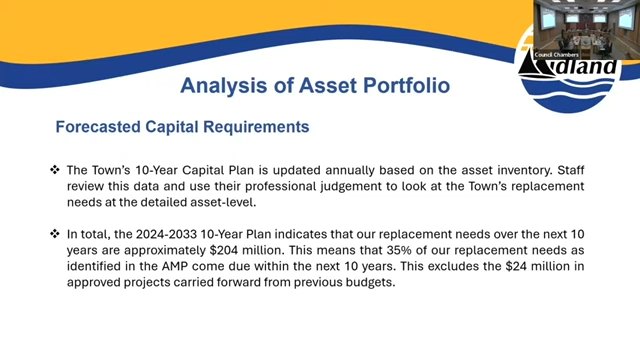 Council Chambers
dland
Analysis of Asset Portfolio
Forecasted Capital Requirements
❖ The Town's 10-Year Capital Plan is updated annually based on the asset inventory. Staff
review this data and use their professional judgement to look at the Town's replacement
needs at the detailed asset-level.
❖ In total, the 2024-2033 10-Year Plan indicates that our replacement needs over the next 10
years are approximately $204 million. This means that 35% of our replacement needs as
identified in the AMP come due within the next 10 years. This excludes the $24 million in
approved projects carried forward from previous budgets.